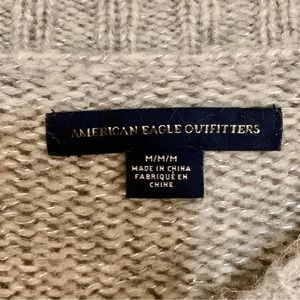 AMERICAN EAGLE OUTFITTERS
M/M/M
MADE IN CHINA
FABRIQUÉ EN
CHINE